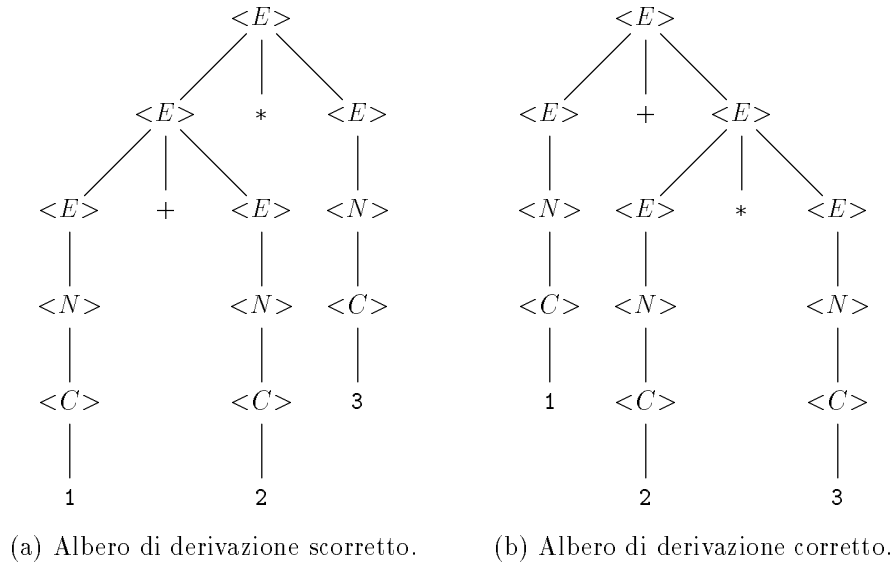 <E> <E>
<E> * <E> <E> + <E>
<E> + <E> <N> <N> <E> * <E>
<N> <N> <C> <C> <N> <N>
<C> <C> 3 1 <C> <C>
1 2 2 3
(a) Albero di derivazione scorretto. (b) Albero di derivazione corretto.